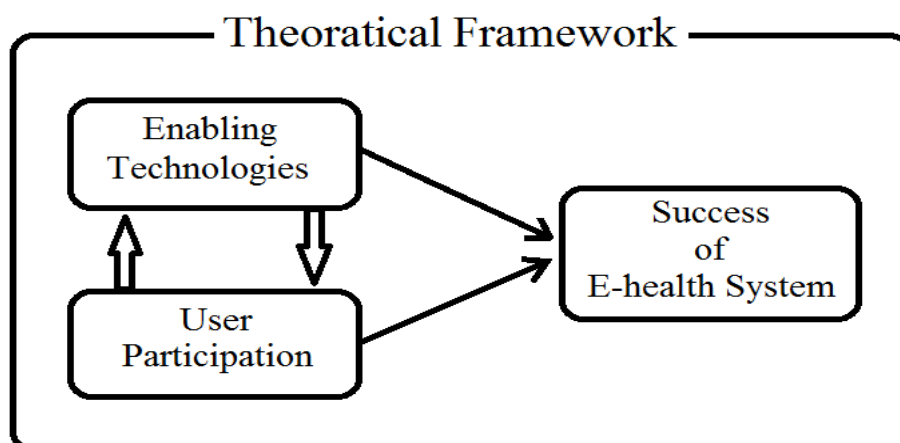 Theoratical Framework
Enabling
Technologies
User
Participation
Success
of
E-health System